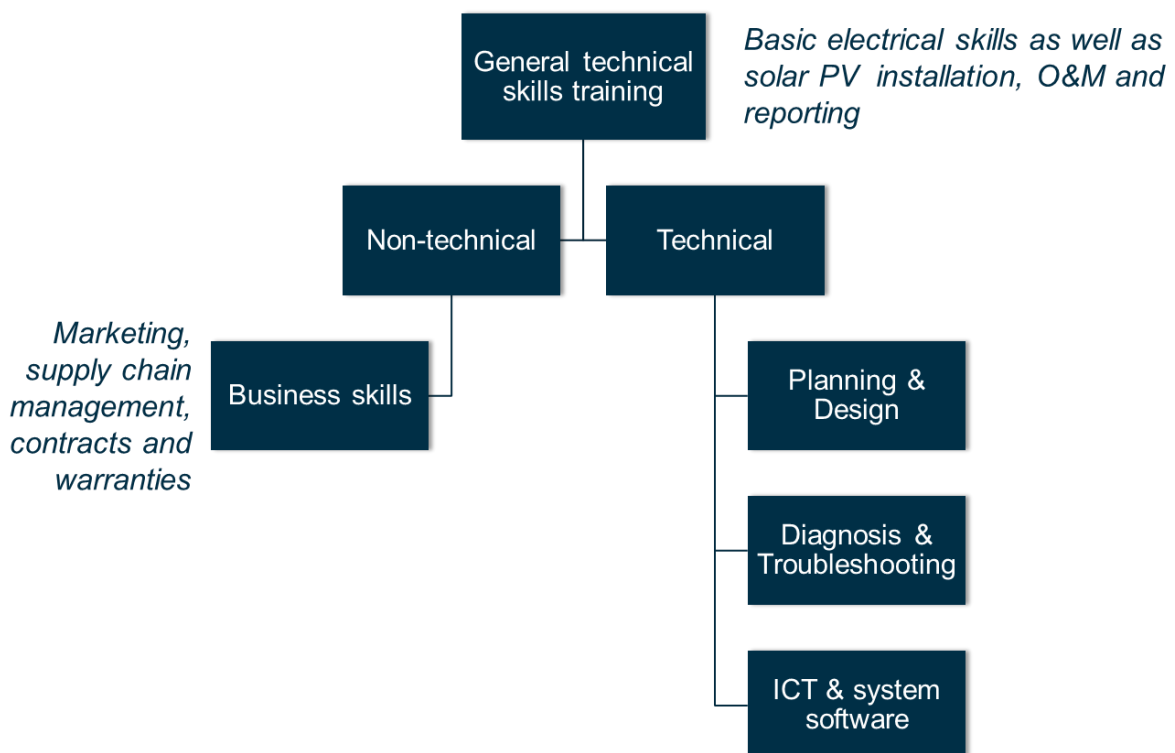 General technical
skills training
Basic electrical skills as well as
solar PV installation, O&M and
reporting
Non-technical
Technical
Marketing,
supply chain
management,
contracts and
warranties
Business skills
Planning &
Design
Diagnosis &
Troubleshooting
ICT & system
software